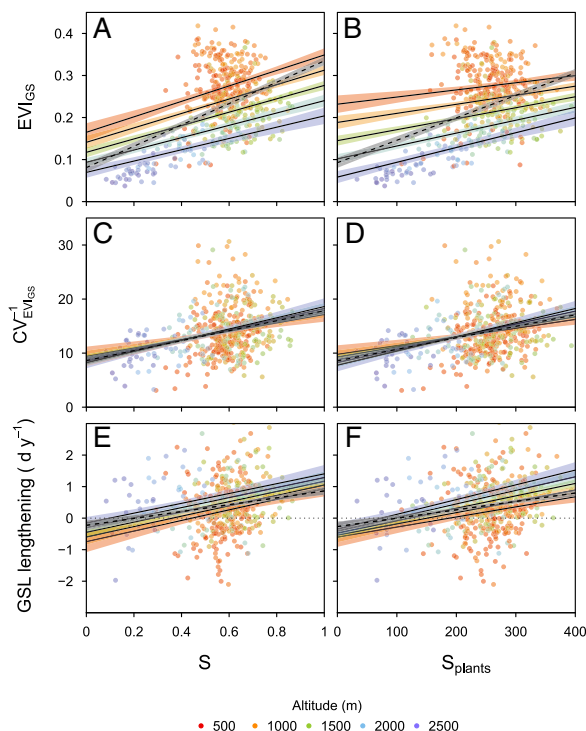 A B
EVI_GS
0.4
0.3
0.2
0.1
0
C D
CV⁻¹_EVI_GS
30
20
10
0
E F
GSL lengthening ( d y⁻¹)
2
1
0
−1
−2
0 0.2 0.4 0.6 0.8 1 0 100 200 300 400
S S_plants
Altitude (m)
500 1000 1500 2000 2500